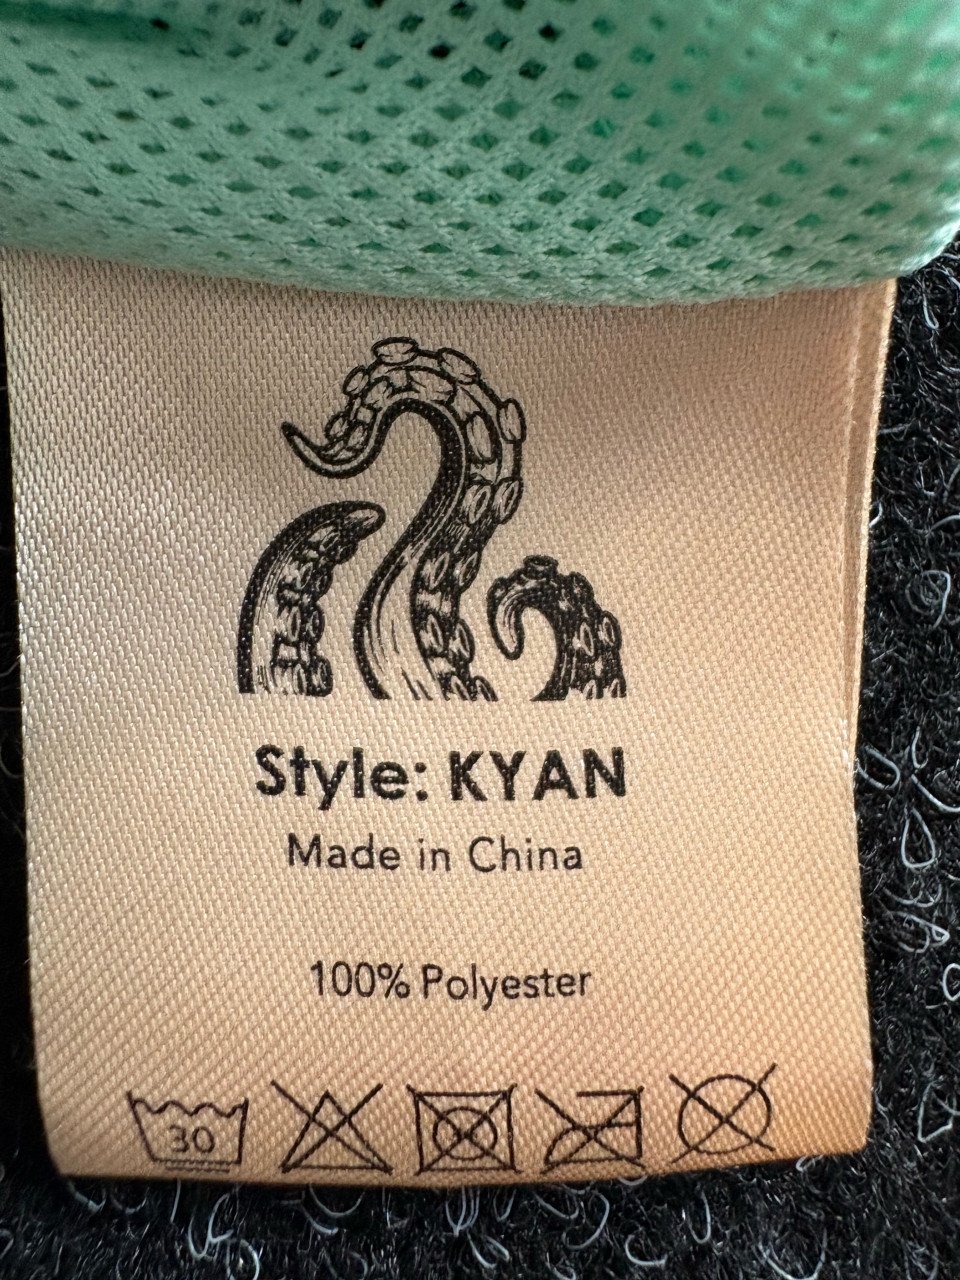 Style: KYAN
Made in China
100% Polyester
30